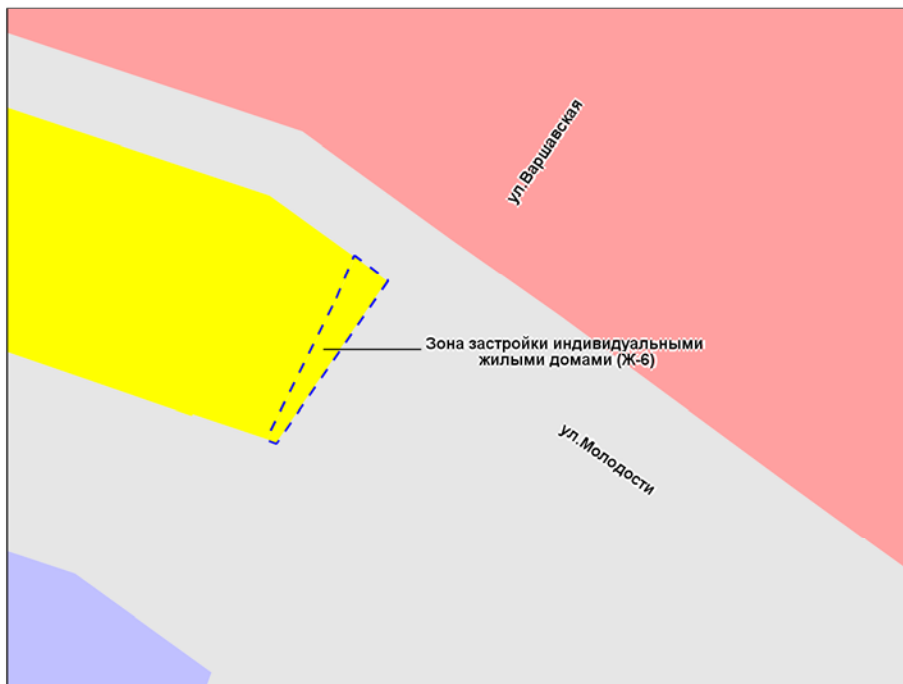 ул.Варшавская
Зона застройки индивидуальными
жилыми домами (Ж-6)
ул.Молодости